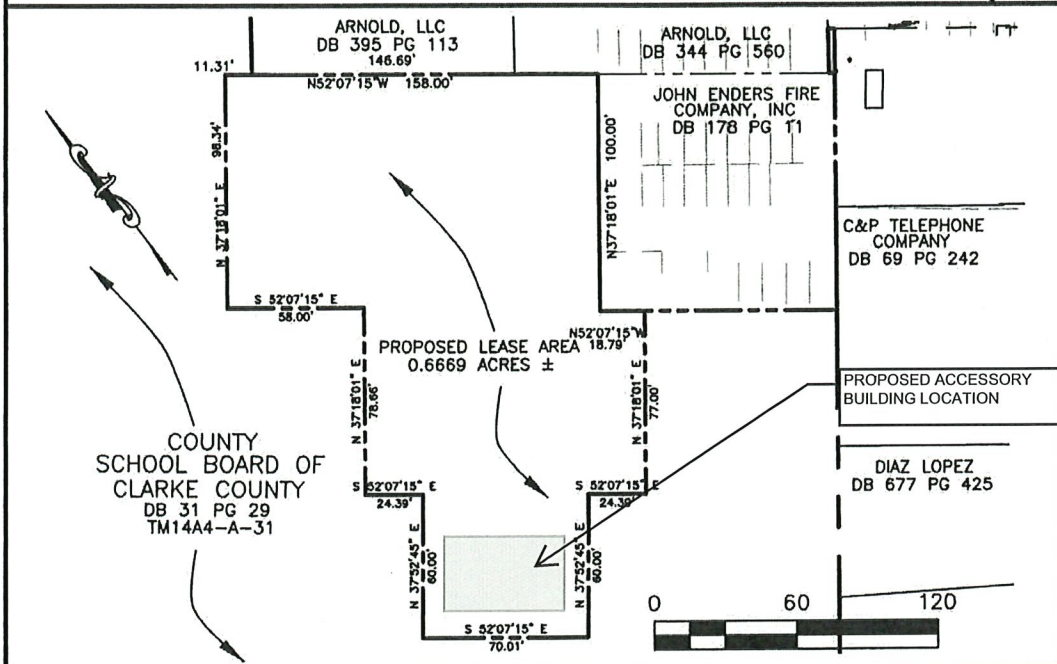 ARNOLD, LLC
DB 395 PG 113
146.69'
11.31'
N52°07'15"W 158.00'
ARNOLD, LLC
DB 344 PG 560
JOHN ENDERS FIRE
COMPANY, INC
DB 178 PG 11
N 37°18'01" E 98.34'
N37°18'01"E 100.00'
C&P TELEPHONE
COMPANY
DB 69 PG 242
S 52°07'15" E
58.00'
N52°07'15"W
18.79'
PROPOSED LEASE AREA
0.6669 ACRES ±
N 37°18'01" E
78.66'
N 37°18'01" E
77.00'
PROPOSED ACCESSORY
BUILDING LOCATION
COUNTY
SCHOOL BOARD OF
CLARKE COUNTY
DB 31 PG 29
TM14A4-A-31
DIAZ LOPEZ
DB 677 PG 425
S 52°07'15" E
24.39'
S 52°07'15" E
24.39'
N 37°52'45" E
60.00'
N 37°52'45" E
60.00'
S 52°07'15" E
70.01'
0 60 120